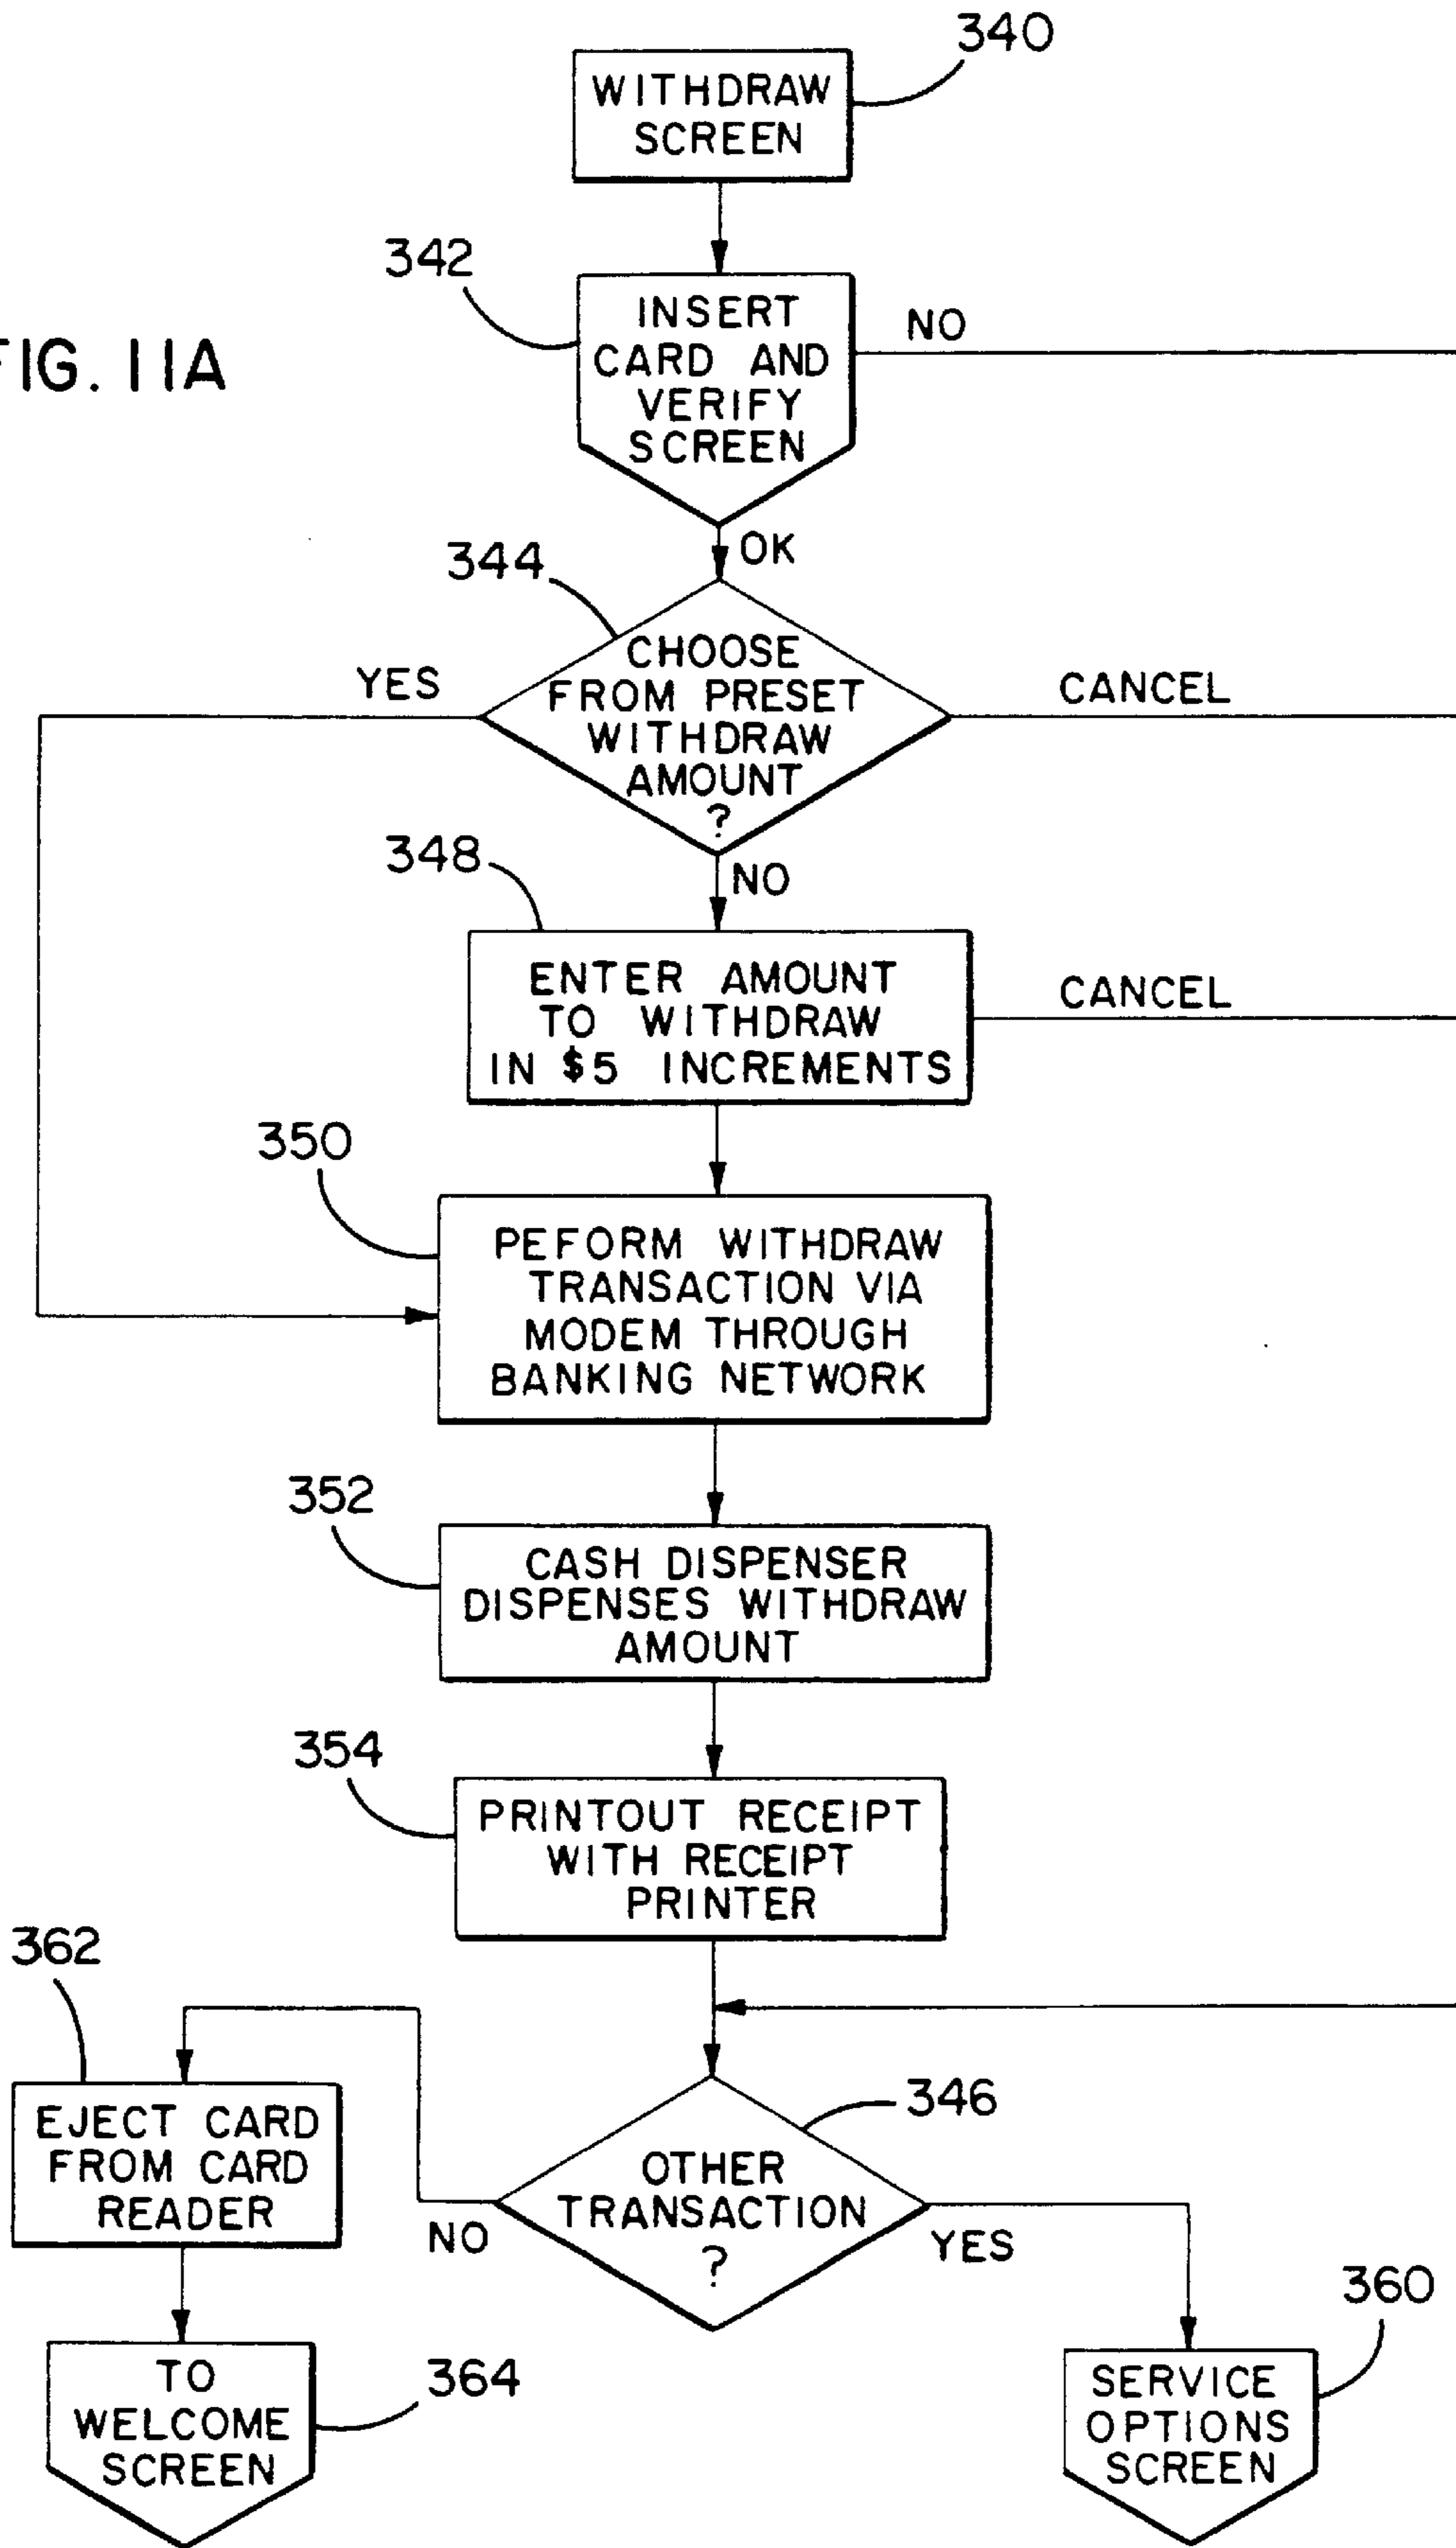 340
WITHDRAW
SCREEN
342
INSERT
CARD AND
VERIFY
SCREEN
NO
FIG. 11A
OK
344
CHOOSE
FROM PRESET
WITHDRAW
AMOUNT
?
YES
CANCEL
NO
348
ENTER AMOUNT
TO WITHDRAW
IN $5 INCREMENTS
CANCEL
350
PEFORM WITHDRAW
TRANSACTION VIA
MODEM THROUGH
BANKING NETWORK
352
CASH DISPENSER
DISPENSES WITHDRAW
AMOUNT
354
PRINTOUT RECEIPT
WITH RECEIPT
PRINTER
362
EJECT CARD
FROM CARD
READER
346
OTHER
TRANSACTION
?
NO
YES
360
TO
WELCOME
SCREEN
364
SERVICE
OPTIONS
SCREEN